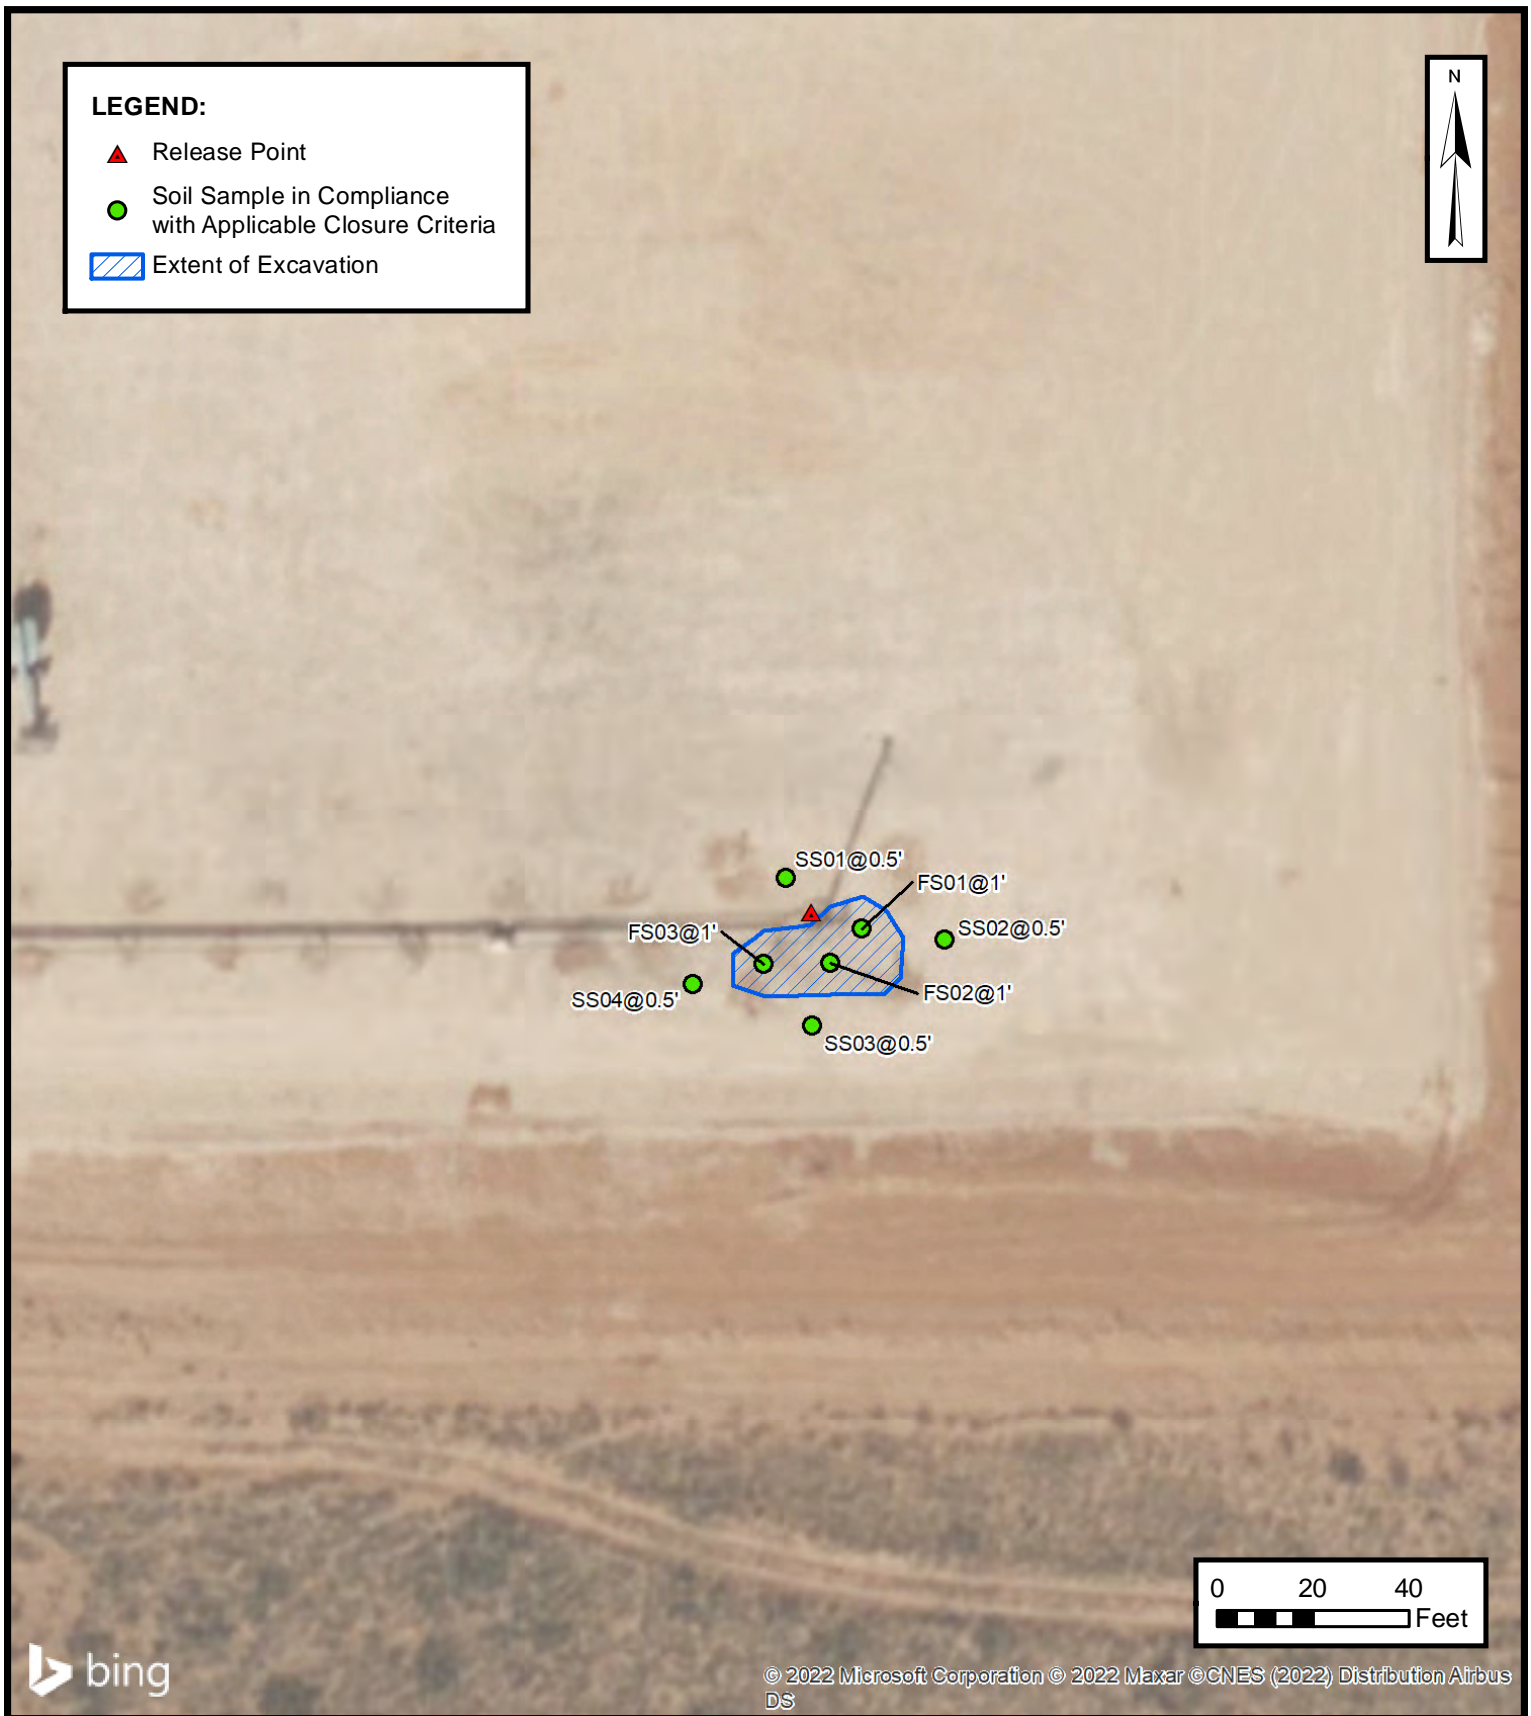 LEGEND:
Release Point
Soil Sample in Compliance
with Applicable Closure Criteria
Extent of Excavation
N
SS01@0.5'
FS01@1'
SS02@0.5'
FS03@1'
FS02@1'
SS04@0.5'
SS03@0.5'
0 20 40
Feet
bing
© 2022 Microsoft Corporation © 2022 Maxar ©CNES (2022) Distribution Airbus
DS